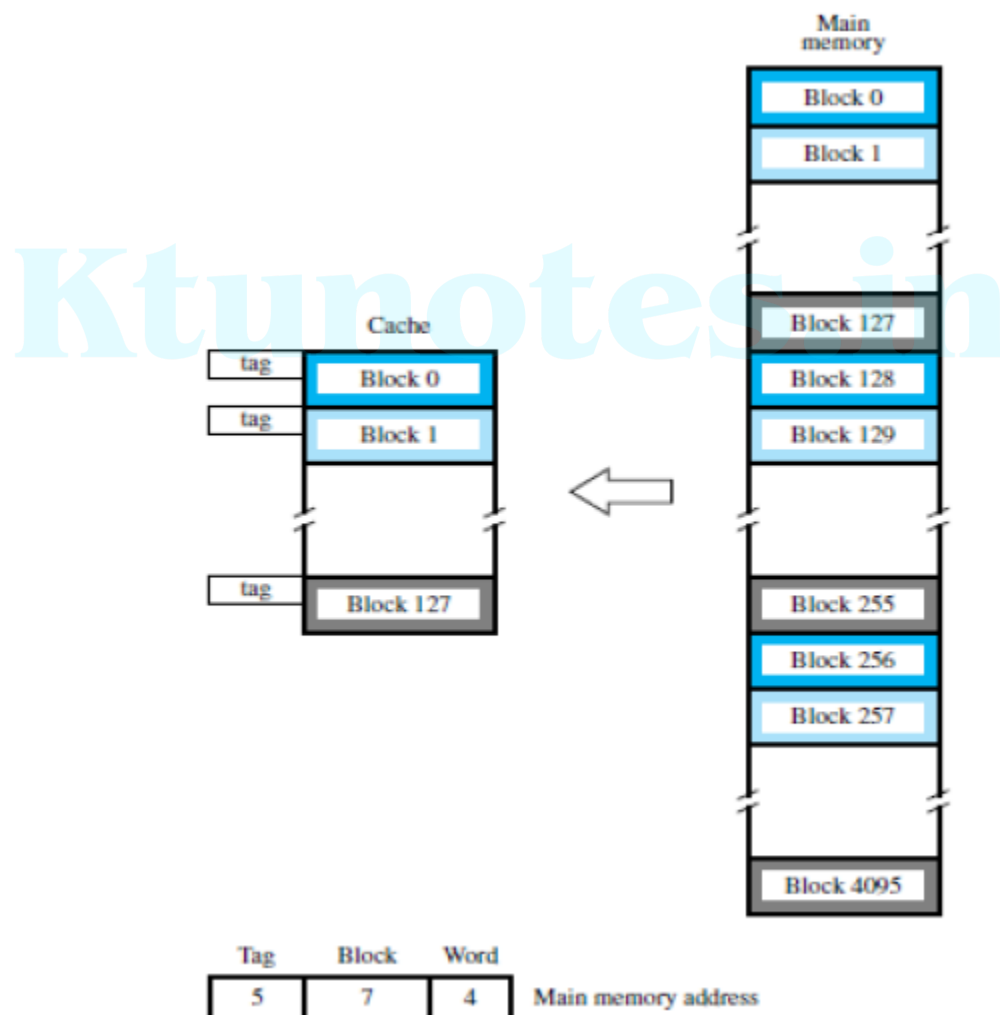 Main
memory
Block 0
Block 1
Ktunotes.in
Block 127
Cache
tag
Block 0
Block 128
tag
Block 1
Block 129
tag
Block 127
Block 255
Block 256
Block 257
Block 4095
Tag Block Word
5 7 4 Main memory address